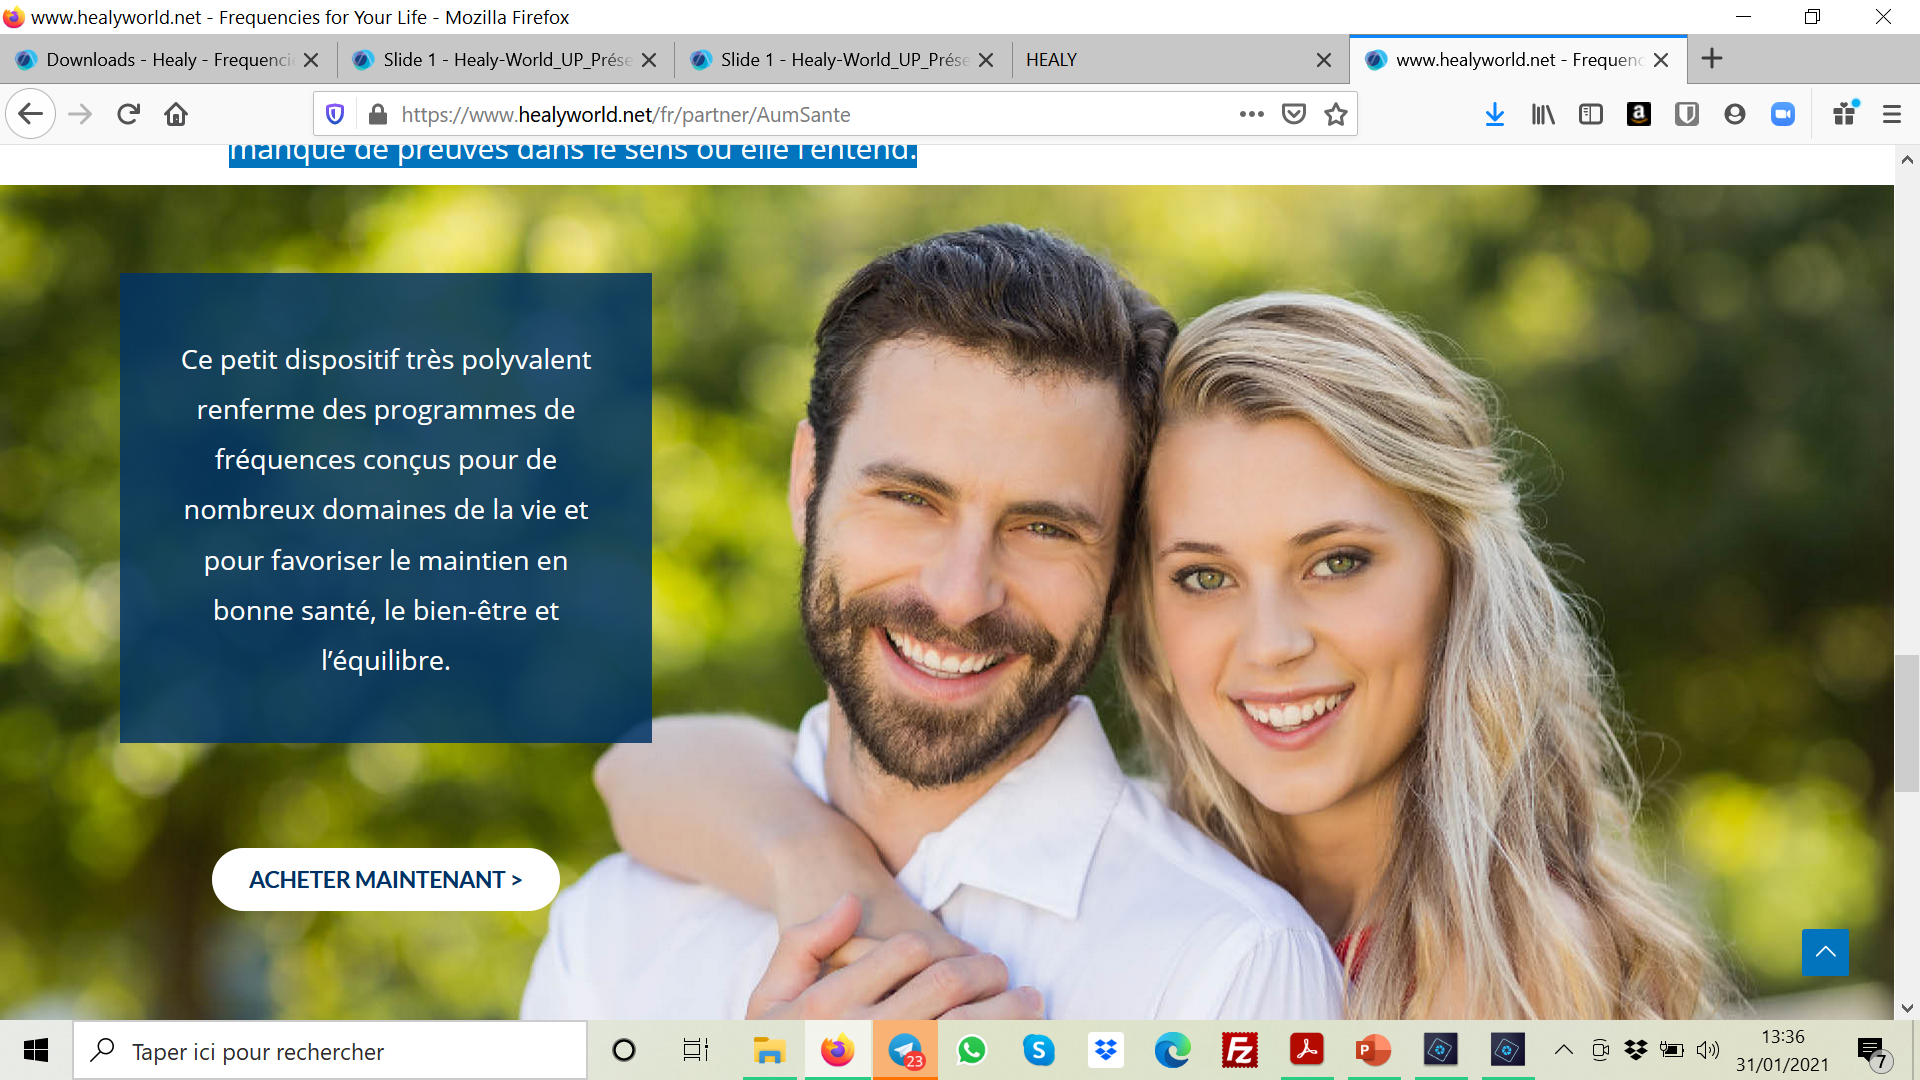 www.healyworld.net - Frequencies for Your Life - Mozilla Firefox
Downloads - Healy - Frequenci
Slide 1 - Healy-World_UP_Prése
Slide 1 - Healy-World_UP_Prése
HEALY
www.healyworld.net - Frequenc
https://www.healyworld.net/fr/partner/AumSante
manque de preuves dans le sens où elle l'entend.
Ce petit dispositif très polyvalent
renferme des programmes de
fréquences conçus pour de
nombreux domaines de la vie et
pour favoriser le maintien en
bonne santé, le bien-être et
l’équilibre.
ACHETER MAINTENANT >
Taper ici pour rechercher
23
13:36
31/01/2021
7